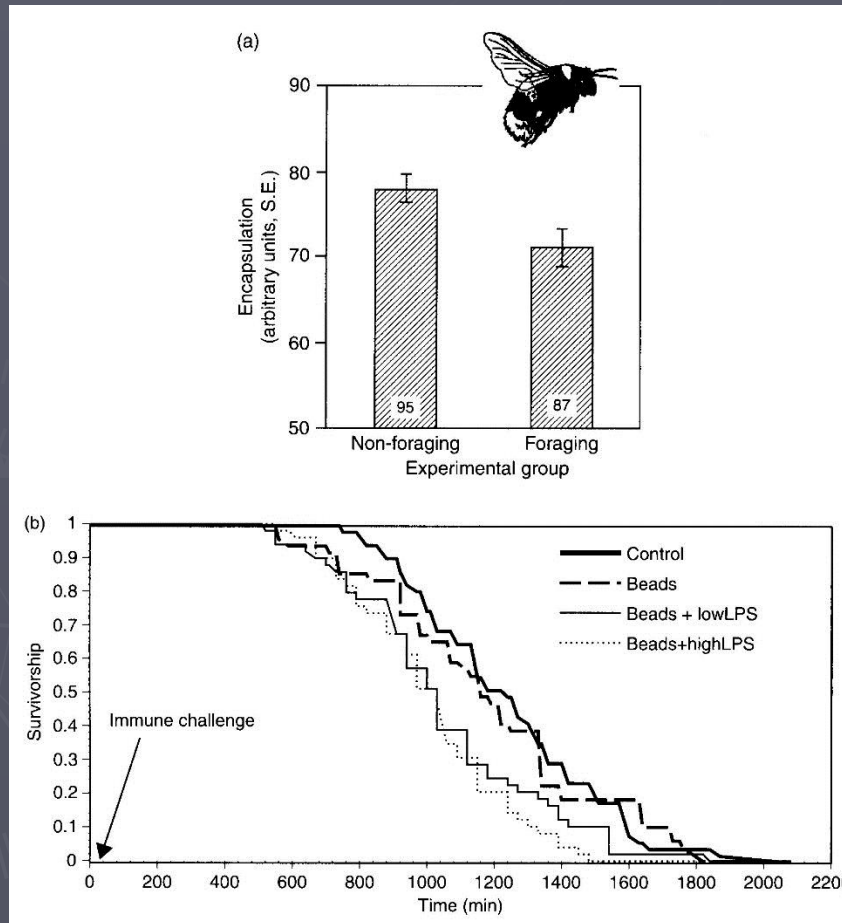 (a)
90
80
70
60
50
Encapsulation
(arbitrary units, S.E.)
95
87
Non-foraging
Foraging
Experimental group
(b)
1
0.9
0.8
0.7
0.6
0.5
0.4
0.3
0.2
0.1
0
Survivorship
Control
Beads
Beads + lowLPS
Beads+highLPS
Immune challenge
0 200 400 600 800 1000 1200 1400 1600 1800 2000 2200
Time (min)